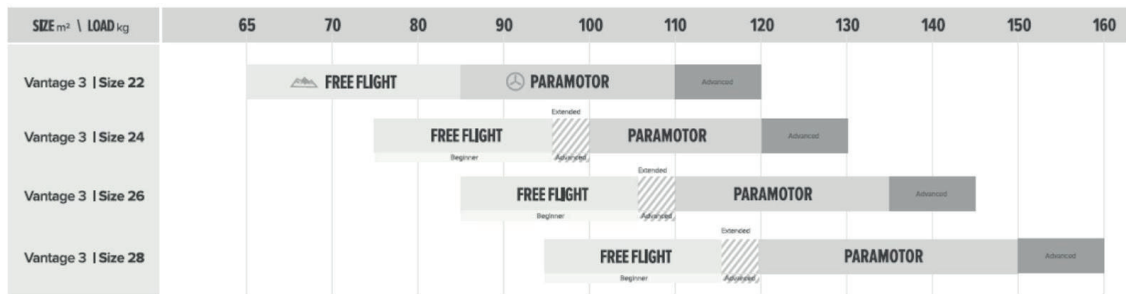 SIZE m² \ LOAD kg 65 70 80 90 100 110 120 130 140 150 160
Vantage 3 | Size 22 FREE FLIGHT PARAMOTOR Advanced
Extended
Vantage 3 | Size 24 FREE FLIGHT PARAMOTOR Advanced
Beginner Advanced
Extended
Vantage 3 | Size 26 FREE FLIGHT PARAMOTOR Advanced
Beginner Advanced
Extended
Vantage 3 | Size 28 FREE FLIGHT PARAMOTOR Advanced
Beginner Advanced